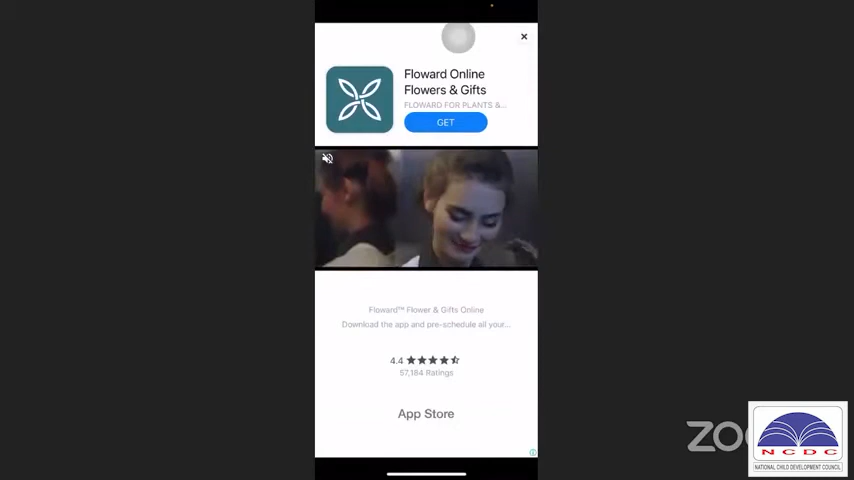 Floward Online
Flowers & Gifts
FLOWARD FOR PLANTS &...
GET
Floward™ Flower & Gifts Online
Download the app and pre-schedule all your...
4.4
57,184 Ratings
App Store
ZOO
NCDC
NATIONAL CHILD DEVELOPMENT COUNCIL